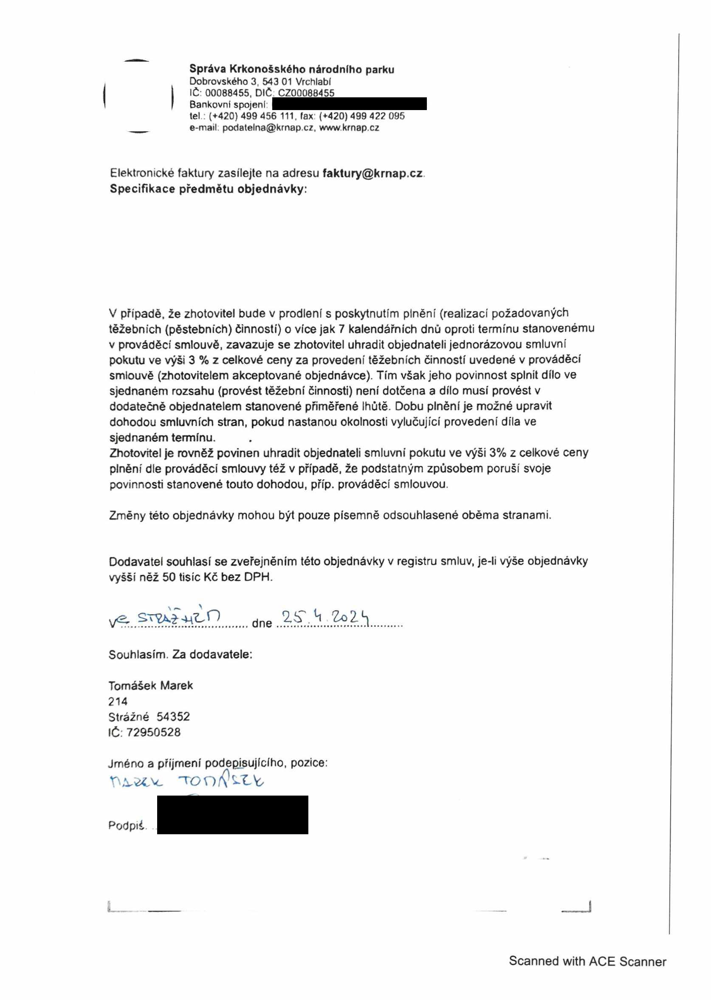 Správa Krkonošského národního parku
Dobrovského 3, 543 01 Vrchlabí
IČ: 00088455, DIČ: CZ00088455
Bankovní spojení:
tel.: (+420) 499 456 111, fax: (+420) 499 422 095
e-mail: podatelna@krnap.cz, www.krnap.cz
Elektronické faktury zasílejte na adresu faktury@krnap.cz.
Specifikace předmětu objednávky:
V případě, že zhotovitel bude v prodlení s poskytnutím plnění (realizací požadovaných
těžebních (pěstebních) činností) o více jak 7 kalendářních dnů oproti termínu stanovenému
v prováděcí smlouvě, zavazuje se zhotovitel uhradit objednateli jednorázovou smluvní
pokutu ve výši 3 % z celkové ceny za provedení těžebních činností uvedené v prováděcí
smlouvě (zhotovitelem akceptované objednávce). Tím však jeho povinnost splnit dílo ve
sjednaném rozsahu (provést těžební činnosti) není dotčena a dílo musí provést v
dodatečně objednatelem stanovené přiměřené lhůtě. Dobu plnění je možné upravit
dohodou smluvních stran, pokud nastanou okolnosti vylučující provedení díla ve
sjednaném termínu.
Zhotovitel je rovněž povinen uhradit objednateli smluvní pokutu ve výši 3% z celkové ceny
plnění dle prováděcí smlouvy též v případě, že podstatným způsobem poruší svoje
povinnosti stanovené touto dohodou, příp. prováděcí smlouvou.
Změny této objednávky mohou být pouze písemně odsouhlasené oběma stranami.
Dodavatel souhlasí se zveřejněním této objednávky v registru smluv, je-li výše objednávky
vyšší něž 50 tisíc Kč bez DPH.
Ve STRÁŽNÉM dne 25.4.2024
Souhlasím. Za dodavatele:
Tomášek Marek
214
Strážné 54352
IČ: 72950528
Jméno a příjmení podepisujícího, pozice:
MAREK TOMÁŠEK
Podpis
Scanned with ACE Scanner